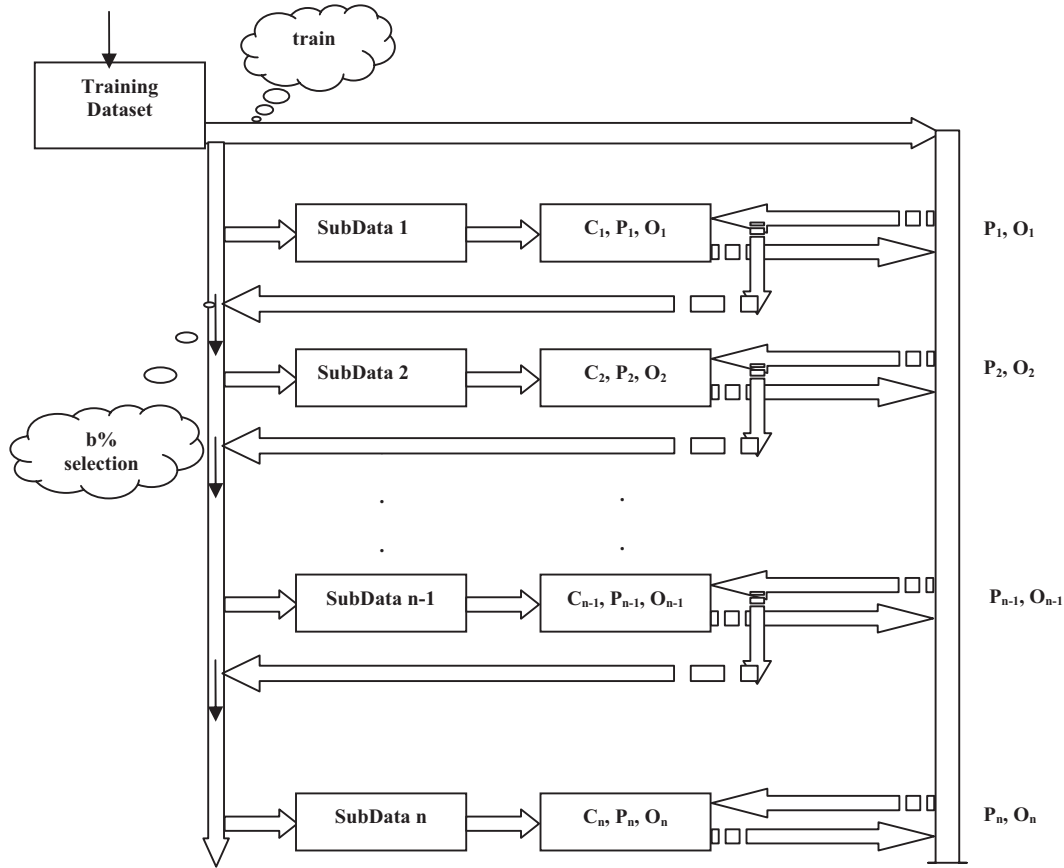 train
Training
Dataset
SubData 1
C₁, P₁, O₁
P₁, O₁
SubData 2
C₂, P₂, O₂
P₂, O₂
b%
selection
. .
. .
SubData n-1
Cₙ₋₁, Pₙ₋₁, Oₙ₋₁
Pₙ₋₁, Oₙ₋₁
SubData n
Cₙ, Pₙ, Oₙ
Pₙ, Oₙ